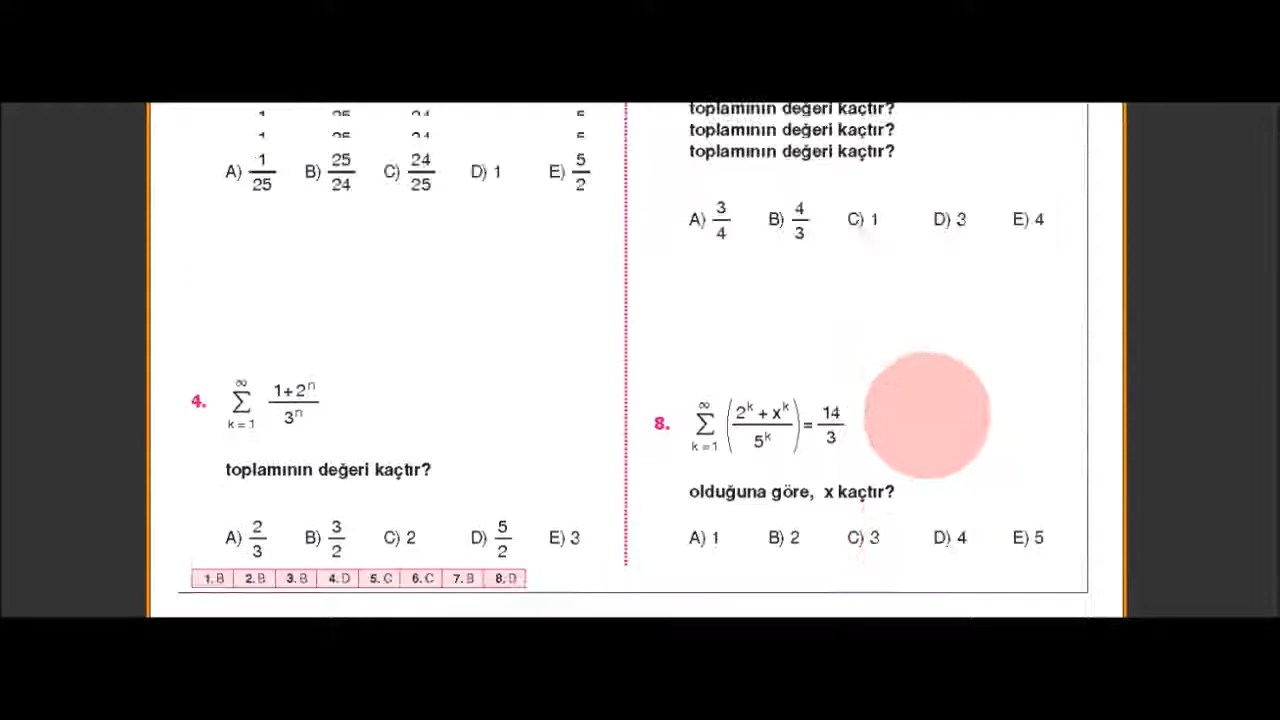 A) 1/25 B) 25/24 C) 24/25 D) 1 E) 5/2
4. ∞ ∑ k = 1 1+2ⁿ / 3ⁿ
toplamının değeri kaçtır?
A) 2/3 B) 3/2 C) 2 D) 5/2 E) 3
1. B 2. B 3. B 4. D 5. C 6. C 7. B 8. D
toplamının değeri kaçtır?
toplamının değeri kaçtır?
toplamının değeri kaçtır?
A) 3/4 B) 4/3 C) 1 D) 3 E) 4
8. ∞ ∑ k = 1 (2ᵏ + xᵏ / 5ᵏ) = 14/3
olduğuna göre, x kaçtır?
A) 1 B) 2 C) 3 D) 4 E) 5